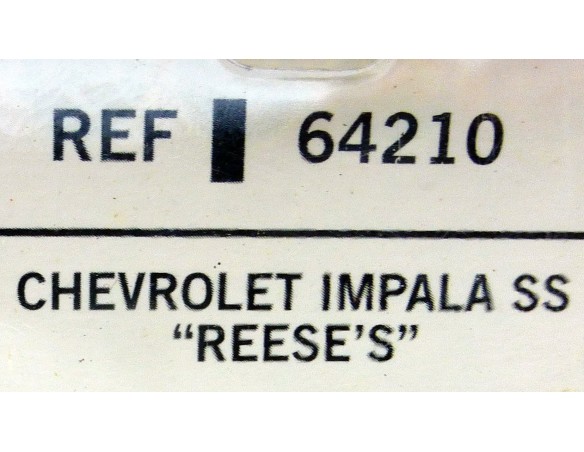 REF 64210
CHEVROLET IMPALA SS
“REESE’S”